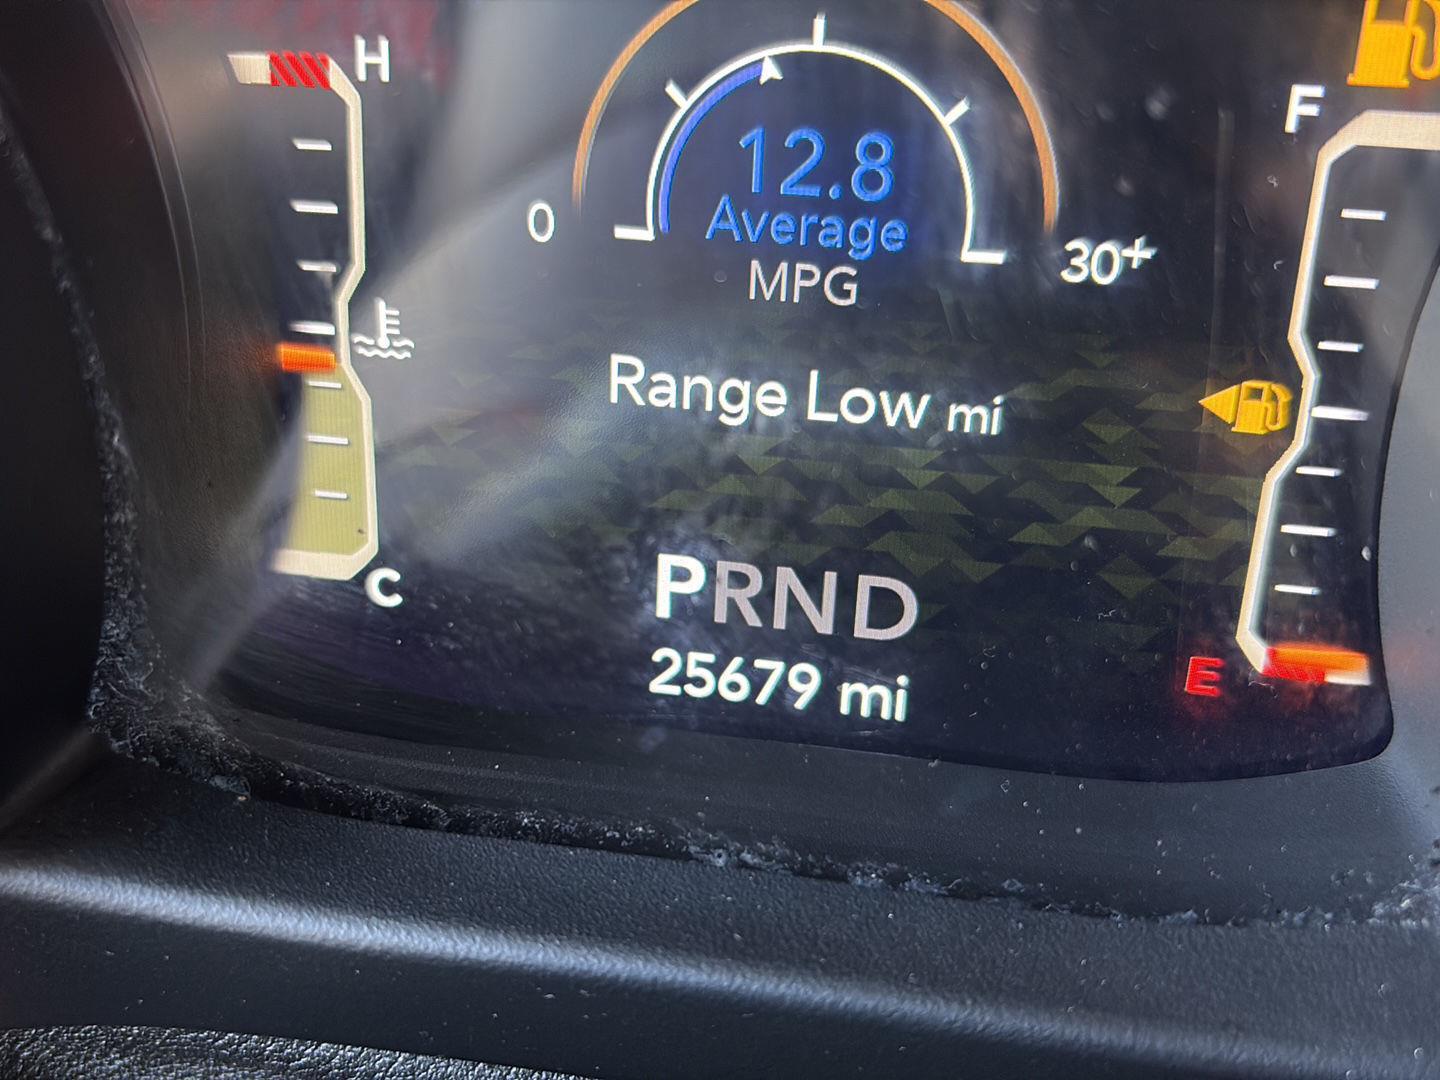 H
F
12.8
Average
MPG
0
30+
Range Low mi
C
PRND
25679 mi
E